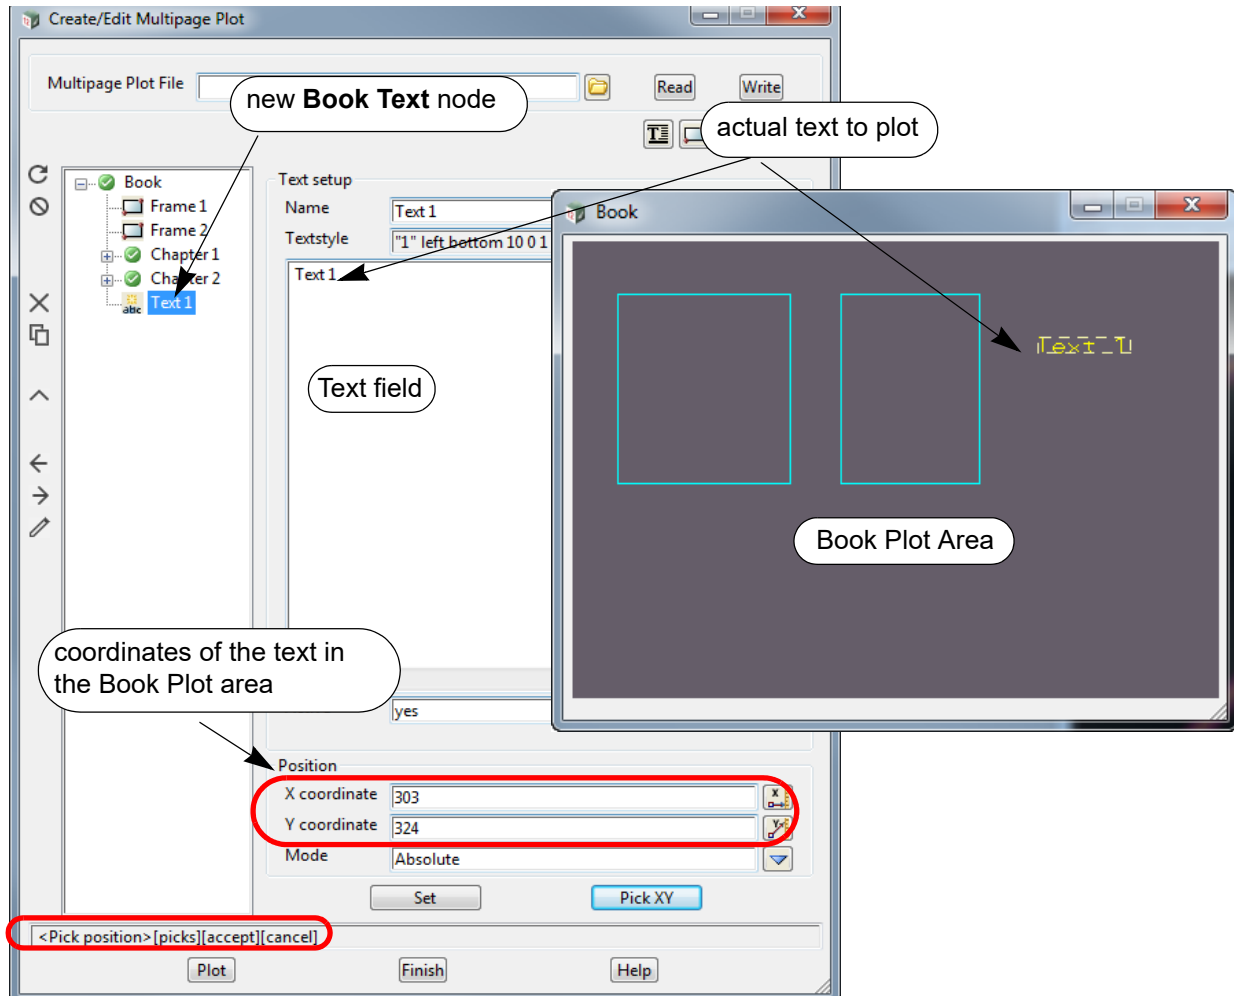 Create/Edit Multipage Plot
Multipage Plot File
Read
Write
new Book Text node
actual text to plot
Book
Frame 1
Frame 2
Chapter 1
Chapter 2
abc Text 1
Text setup
Name
Text 1
Textstyle
"1" left bottom 10 0 1
Text 1
Text field
Book
Text 1
Book Plot Area
coordinates of the text in
the Book Plot area
yes
Position
X coordinate
303
Y coordinate
324
Mode
Absolute
Set
Pick XY
<Pick position>[picks][accept][cancel]
Plot
Finish
Help